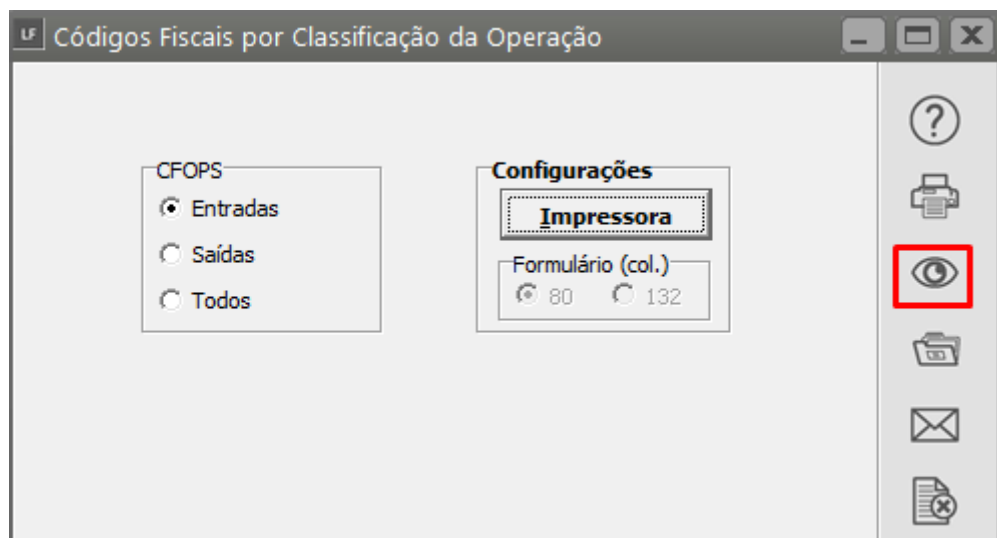 LF Códigos Fiscais por Classificação da Operação
CFOPS
Entradas
Saídas
Todos
Configurações
Impressora
Formulário (col.)
80 132
?